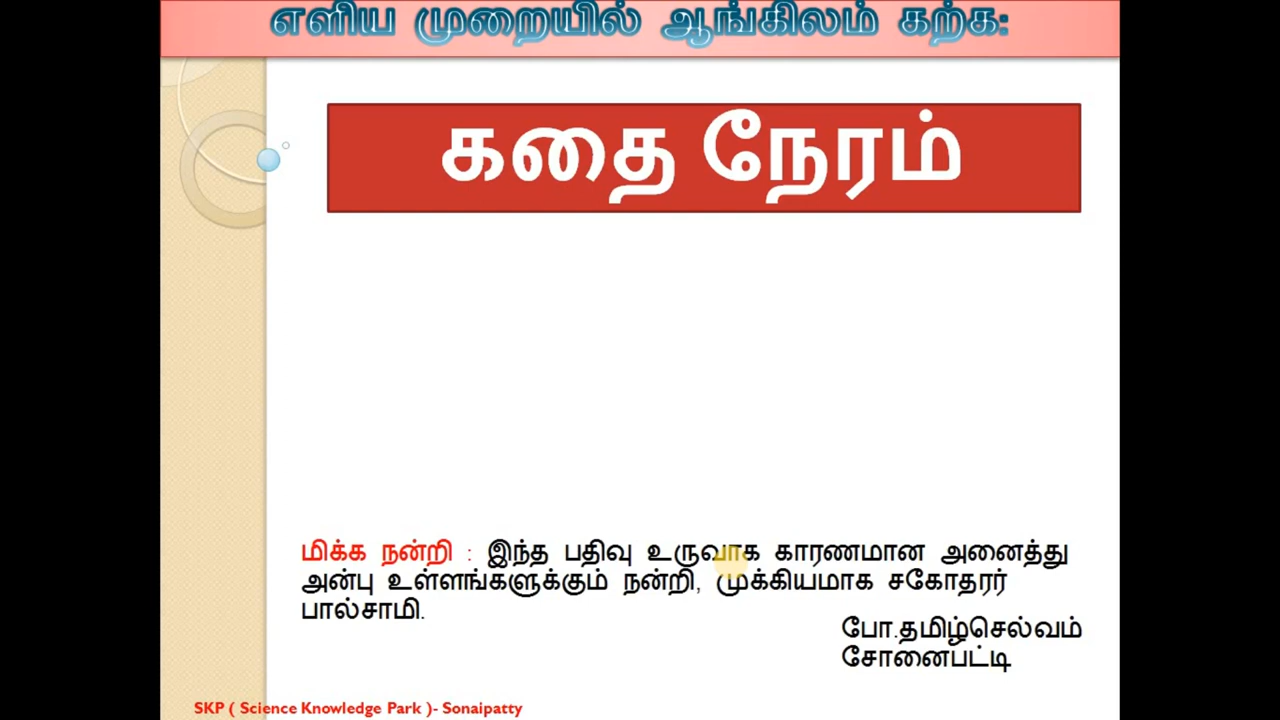 எளிய முறையில் ஆங்கிலம் கற்க:
கதை நேரம்
மிக்க நன்றி : இந்த பதிவு உருவாக காரணமான அனைத்து
அன்பு உள்ளங்களுக்கும் நன்றி, முக்கியமாக சகோதரர்
பால்சாமி.
போ.தமிழ்செல்வம்
சோனைபட்டி
SKP ( Science Knowledge Park )- Sonaipatty